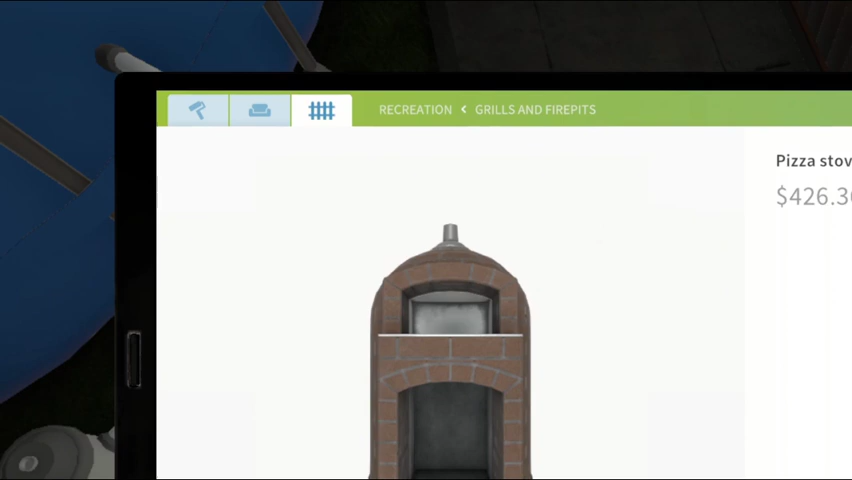 RECREATION < GRILLS AND FIREPITS
Pizza stov
$426.3